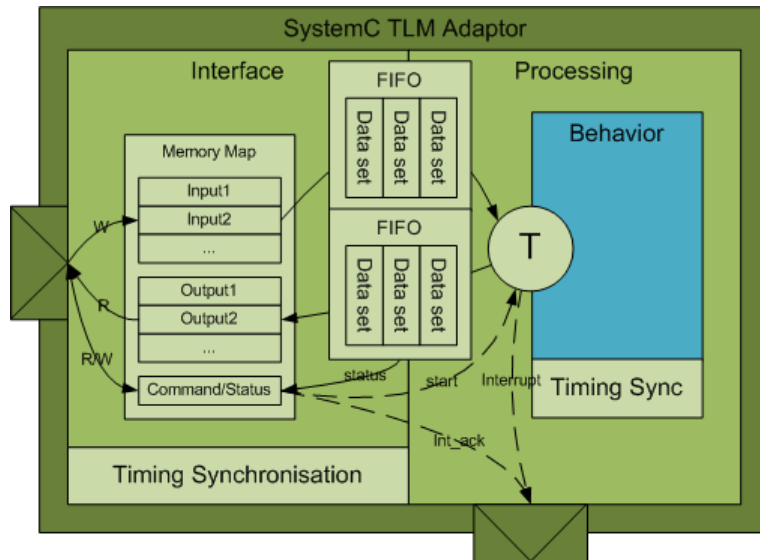 SystemC TLM Adaptor
Interface
Processing
FIFO
Data set
Data set
Data set
Behavior
Memory Map
Input1
Input2
...
W
T
FIFO
Data set
Data set
Data set
Output1
Output2
...
R
R/W
Command/Status
status
start
Interrupt
Timing Sync
Int_ack
Timing Synchronisation